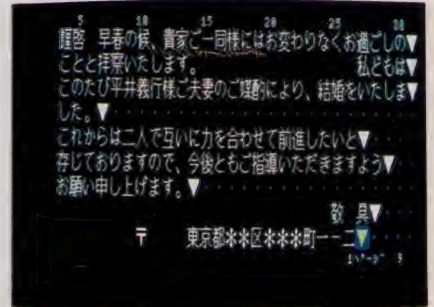 5 10 15 20 25 30
謹啓 早春の候、貴家ご一同様にはお変わりなくお過ごしの▼
ことと拝察いたします。 私どもは▼
このたび平井義行様ご夫妻のご媒酌により、結婚をいたしま▼
した。▼
これからは二人で互いに力を合わせて前進したいと▼
存じておりますので、今後ともご指導いただきますよう▼
お願い申し上げます。▼
敬 具▼
〒 東京都**区***町一一二▼
1ページ 9